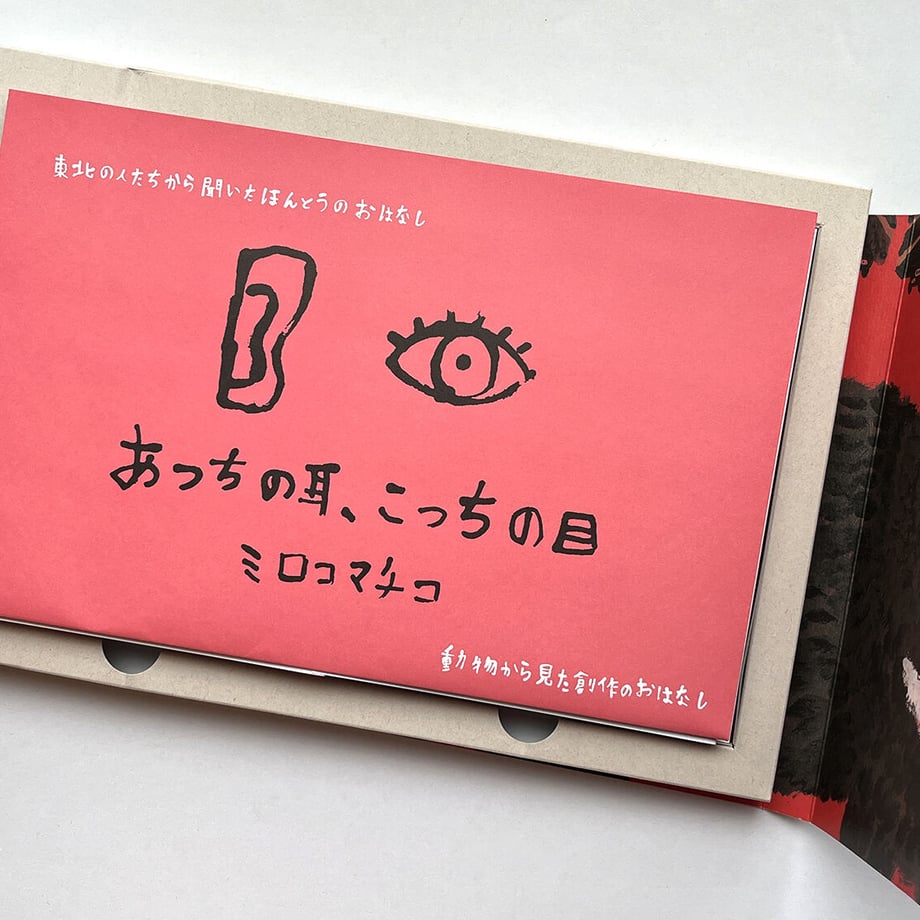 東北の人たちから聞いたほんとうのおはなし
あっちの耳、こっちの目
ミロコマチコ
動物から見た創作のおはなし